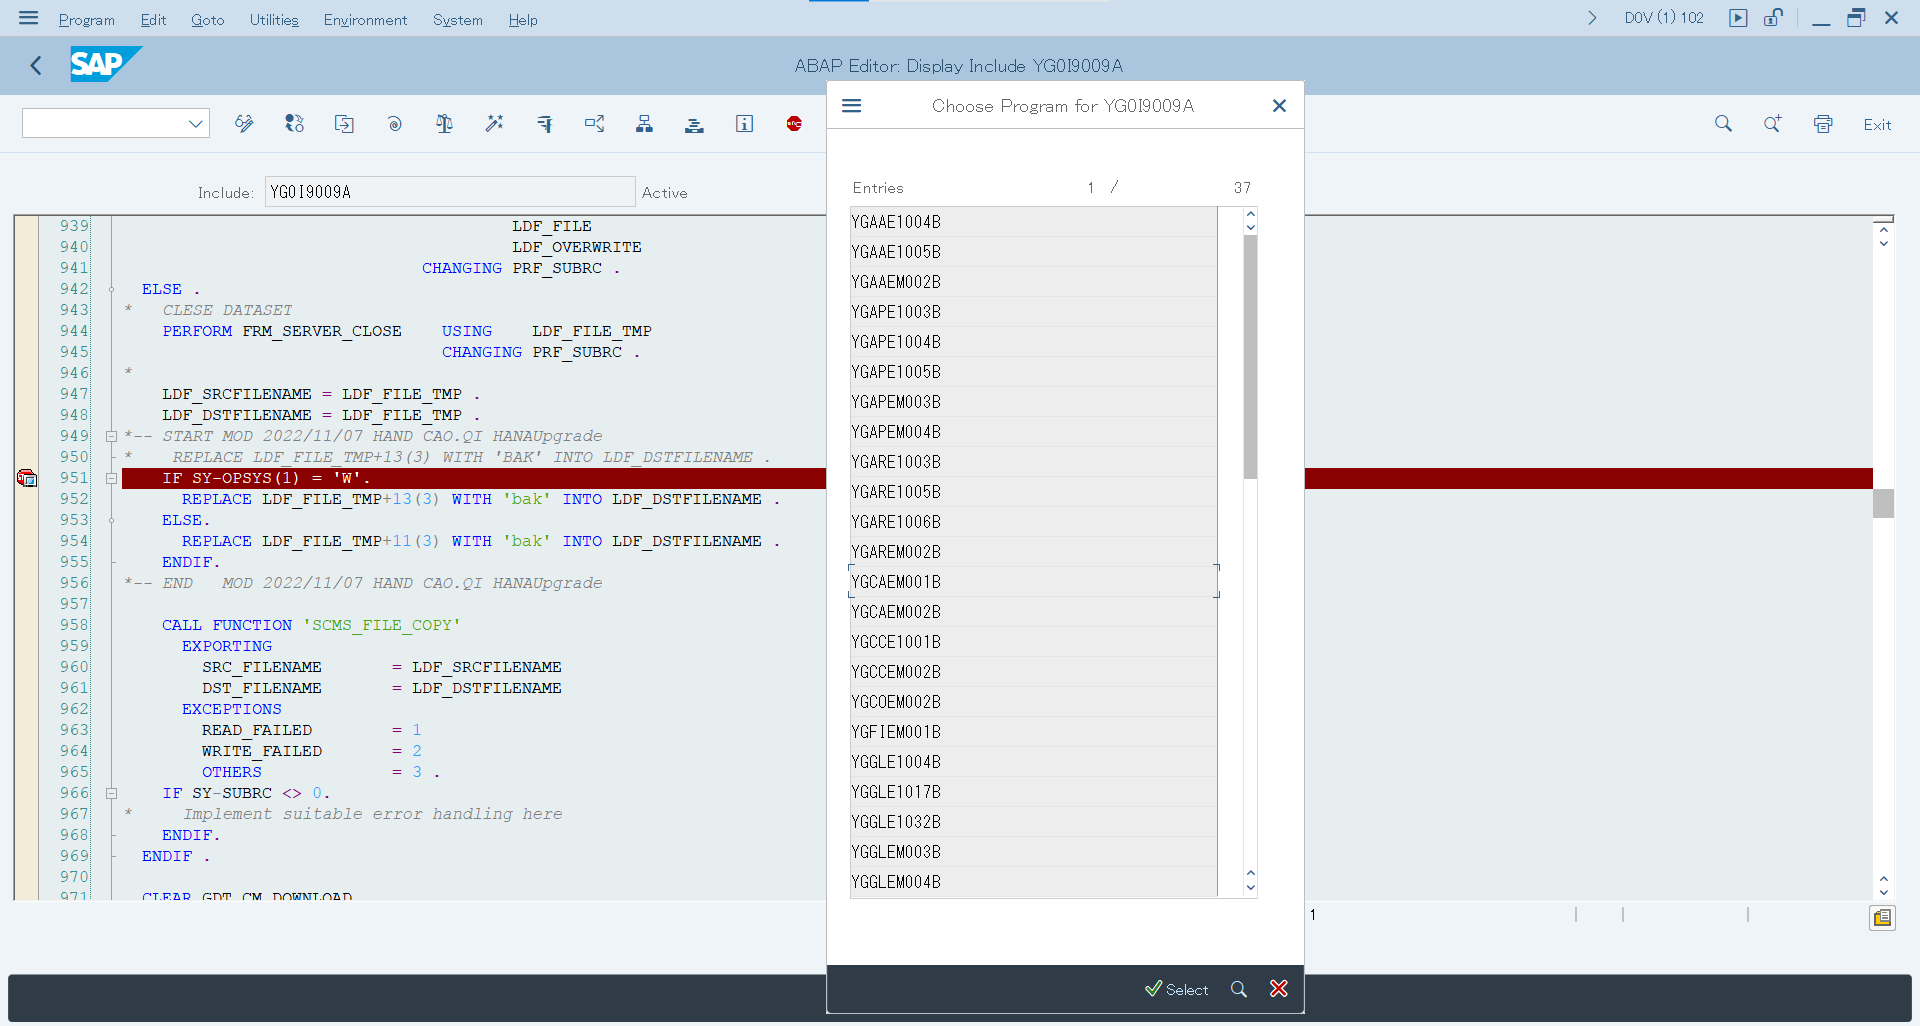 Program Edit Goto Utilities Environment System Help DOV (1) 102
SAP ABAP Editor: Display Include YG0I9009A
Exit
Include: YG0I9009A Active
939 LDF_FILE
940 LDF_OVERWRITE
941 CHANGING PRF_SUBRC .
942 ELSE .
943 * CLESE DATASET
944 PERFORM FRM_SERVER_CLOSE USING LDF_FILE_TMP
945 CHANGING PRF_SUBRC .
946 *
947 LDF_SRCFILENAME = LDF_FILE_TMP .
948 LDF_DSTFILENAME = LDF_FILE_TMP .
949 *-- START MOD 2022/11/07 HAND CAO.QI HANAUpgrade
950 * REPLACE LDF_FILE_TMP+13(3) WITH 'BAK' INTO LDF_DSTFILENAME .
951 IF SY-OPSYS(1) = 'W'.
952 REPLACE LDF_FILE_TMP+13(3) WITH 'bak' INTO LDF_DSTFILENAME .
953 ELSE.
954 REPLACE LDF_FILE_TMP+11(3) WITH 'bak' INTO LDF_DSTFILENAME .
955 ENDIF.
956 *-- END MOD 2022/11/07 HAND CAO.QI HANAUpgrade
957
958 CALL FUNCTION 'SCMS_FILE_COPY'
959 EXPORTING
960 SRC_FILENAME = LDF_SRCFILENAME
961 DST_FILENAME = LDF_DSTFILENAME
962 EXCEPTIONS
963 READ_FAILED = 1
964 WRITE_FAILED = 2
965 OTHERS = 3 .
966 IF SY-SUBRC <> 0.
967 * Implement suitable error handling here
968 ENDIF.
969 ENDIF .
970
971 CLEAR GDT_CM_DOWNLOAD
1
Choose Program for YG0I9009A
Entries 1 / 37
YGAAE1004B
YGAAE1005B
YGAAEM002B
YGAPE1003B
YGAPE1004B
YGAPE1005B
YGAPEM003B
YGAPEM004B
YGARE1003B
YGARE1005B
YGARE1006B
YGAREM002B
YGCAEM001B
YGCAEM002B
YGCCE1001B
YGCCEM002B
YGCOEM002B
YGFIEM001B
YGGLE1004B
YGGLE1017B
YGGLE1032B
YGGLEM003B
YGGLEM004B
Select